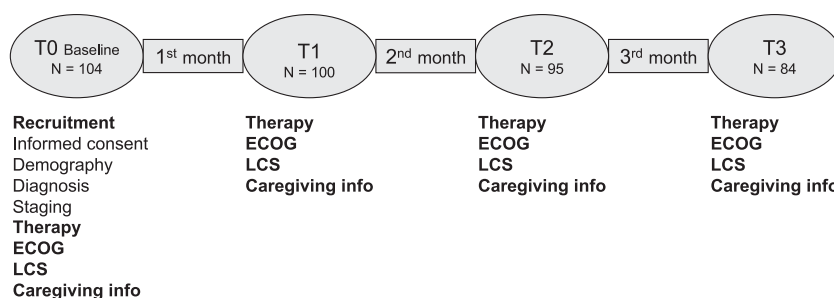 T0 Baseline
N = 104
1st month
T1
N = 100
2nd month
T2
N = 95
3rd month
T3
N = 84
Recruitment
Informed consent
Demography
Diagnosis
Staging
Therapy
ECOG
LCS
Caregiving info
Therapy
ECOG
LCS
Caregiving info
Therapy
ECOG
LCS
Caregiving info
Therapy
ECOG
LCS
Caregiving info